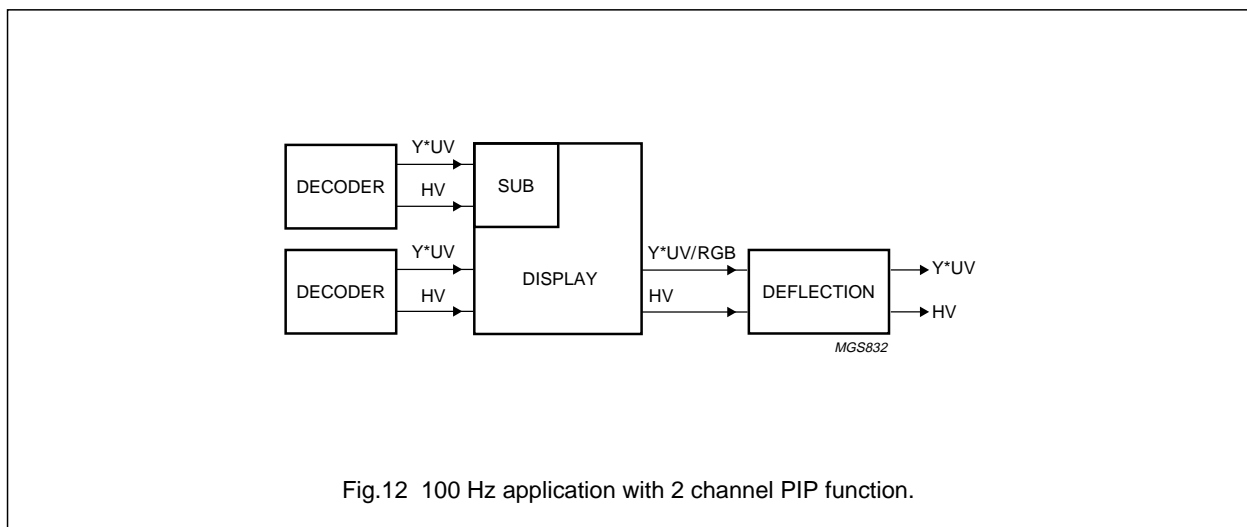 DECODER
Y*UV
HV
SUB
DECODER
Y*UV
HV
DISPLAY
Y*UV/RGB
HV
DEFLECTION
Y*UV
HV
MGS832
Fig.12 100 Hz application with 2 channel PIP function.